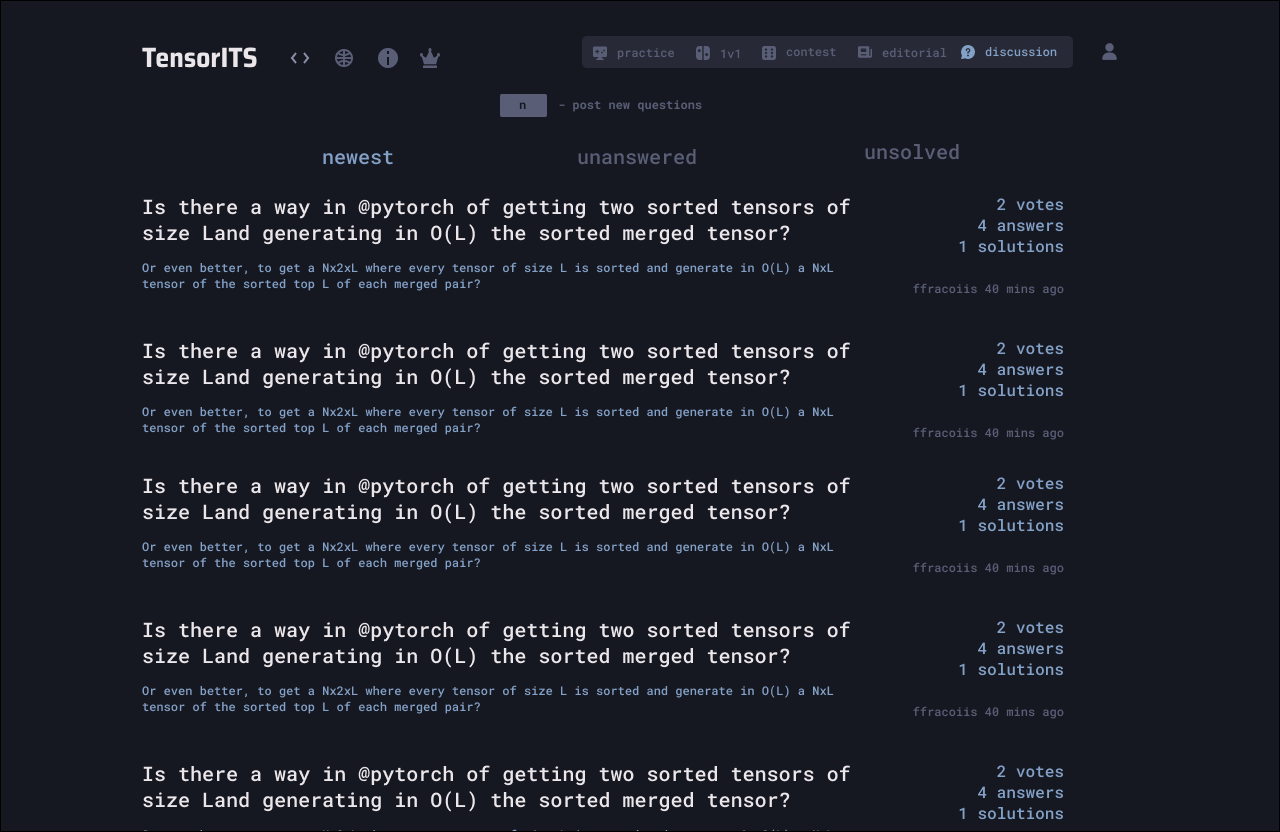 TensorITS
practice 1v1 contest editorial discussion
n - post new questions
newest unanswered unsolved
Is there a way in @pytorch of getting two sorted tensors of
size Land generating in O(L) the sorted merged tensor?
Or even better, to get a Nx2xL where every tensor of size L is sorted and generate in O(L) a NxL
tensor of the sorted top L of each merged pair?
2 votes
4 answers
1 solutions
ffracoiis 40 mins ago
Is there a way in @pytorch of getting two sorted tensors of
size Land generating in O(L) the sorted merged tensor?
Or even better, to get a Nx2xL where every tensor of size L is sorted and generate in O(L) a NxL
tensor of the sorted top L of each merged pair?
2 votes
4 answers
1 solutions
ffracoiis 40 mins ago
Is there a way in @pytorch of getting two sorted tensors of
size Land generating in O(L) the sorted merged tensor?
Or even better, to get a Nx2xL where every tensor of size L is sorted and generate in O(L) a NxL
tensor of the sorted top L of each merged pair?
2 votes
4 answers
1 solutions
ffracoiis 40 mins ago
Is there a way in @pytorch of getting two sorted tensors of
size Land generating in O(L) the sorted merged tensor?
Or even better, to get a Nx2xL where every tensor of size L is sorted and generate in O(L) a NxL
tensor of the sorted top L of each merged pair?
2 votes
4 answers
1 solutions
ffracoiis 40 mins ago
Is there a way in @pytorch of getting two sorted tensors of
size Land generating in O(L) the sorted merged tensor?
2 votes
4 answers
1 solutions